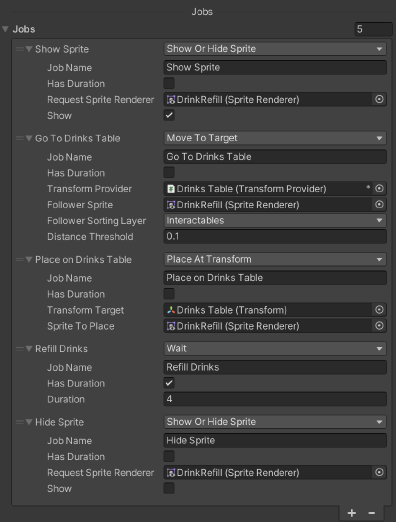 Jobs
Jobs 5
Show Sprite Show Or Hide Sprite
Job Name Show Sprite
Has Duration
Request Sprite Renderer DrinkRefill (Sprite Renderer)
Show
Go To Drinks Table Move To Target
Job Name Go To Drinks Table
Has Duration
Transform Provider Drinks Table (Transform Provider) *
Follower Sprite DrinkRefill (Sprite Renderer)
Follower Sorting Layer Interactables
Distance Threshold 0.1
Place on Drinks Table Place At Transform
Job Name Place on Drinks Table
Has Duration
Transform Target Drinks Table (Transform)
Sprite To Place DrinkRefill (Sprite Renderer)
Refill Drinks Wait
Job Name Refill Drinks
Has Duration
Duration 4
Hide Sprite Show Or Hide Sprite
Job Name Hide Sprite
Has Duration
Request Sprite Renderer DrinkRefill (Sprite Renderer)
Show
+ -